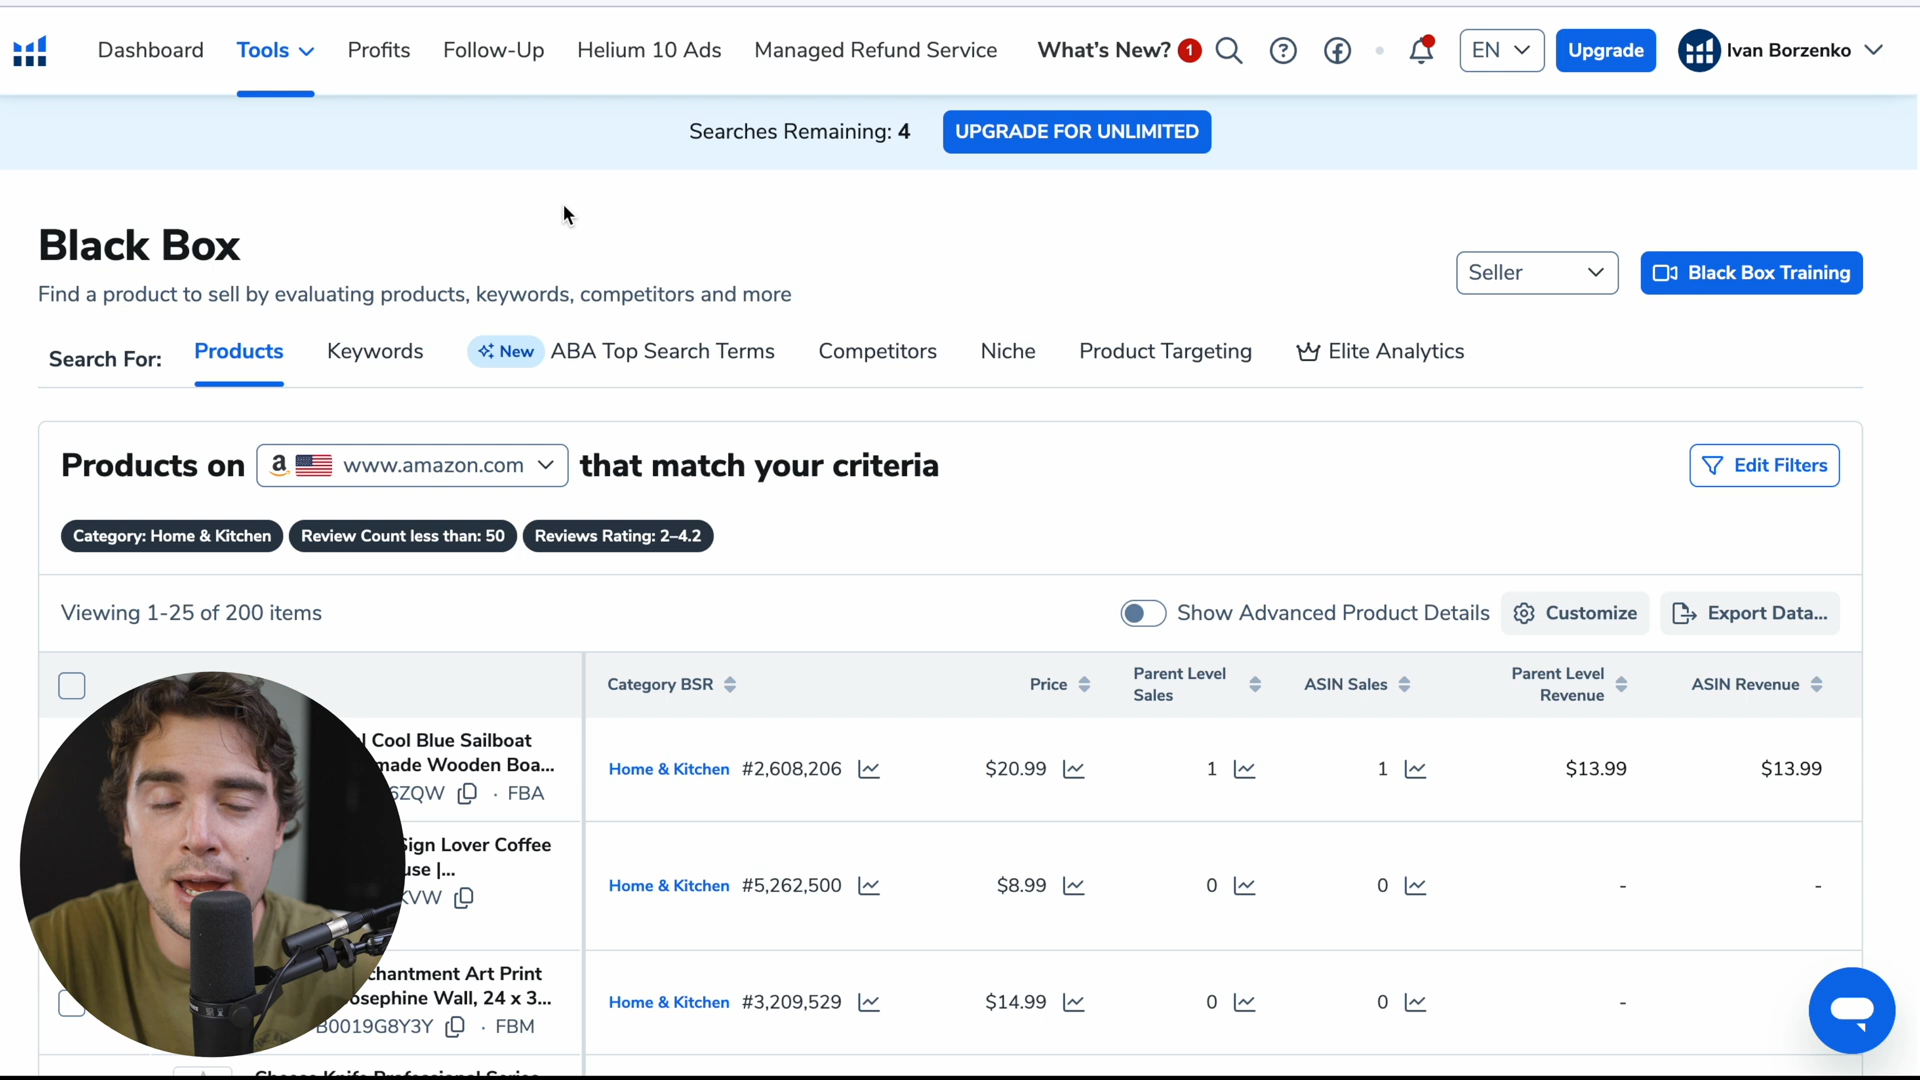 Dashboard Tools Profits Follow-Up Helium 10 Ads Managed Refund Service What's New? 1 EN Upgrade Ivan Borzenko
Searches Remaining: 4 UPGRADE FOR UNLIMITED
Black Box
Find a product to sell by evaluating products, keywords, competitors and more
Seller Black Box Training
Search For: Products Keywords New ABA Top Search Terms Competitors Niche Product Targeting Elite Analytics
Products on a www.amazon.com that match your criteria
Edit Filters
Category: Home & Kitchen Review Count less than: 50 Reviews Rating: 2–4.2
Viewing 1-25 of 200 items Show Advanced Product Details Customize Export Data...
Category BSR Price Parent Level Sales ASIN Sales Parent Level Revenue ASIN Revenue
Cool Blue Sailboat
made Wooden Boa...
6ZQW · FBA
Home & Kitchen #2,608,206 $20.99 1 1 $13.99 $13.99
Sign Lover Coffee
use |...
KVW
Home & Kitchen #5,262,500 $8.99 0 0 - -
chantment Art Print
osephine Wall, 24 x 3...
B0019G8Y3Y · FBM
Home & Kitchen #3,209,529 $14.99 0 0 -